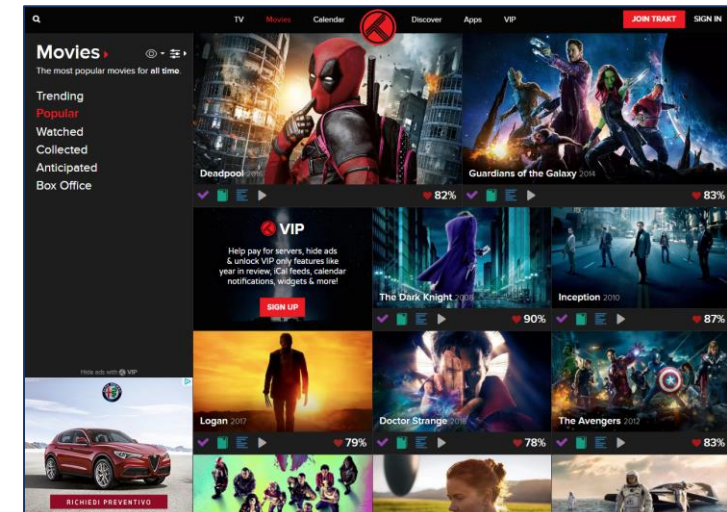 TV Movies Calendar Discover Apps VIP JOIN TRAKT SIGN IN
Movies
The most popular movies for all time.
Trending
Popular
Watched
Collected
Anticipated
Box Office
Deadpool 2016
82%
Guardians of the Galaxy 2014
83%
VIP
Help pay for servers, hide ads
& unlock VIP only features like
year in review, iCal feeds, calendar
notifications, widgets & more!
SIGN UP
The Dark Knight 2008
90%
Inception 2010
87%
Logan 2017
79%
Doctor Strange 2016
78%
The Avengers 2012
83%
Hide ads with VIP
RICHIEDI PREVENTIVO